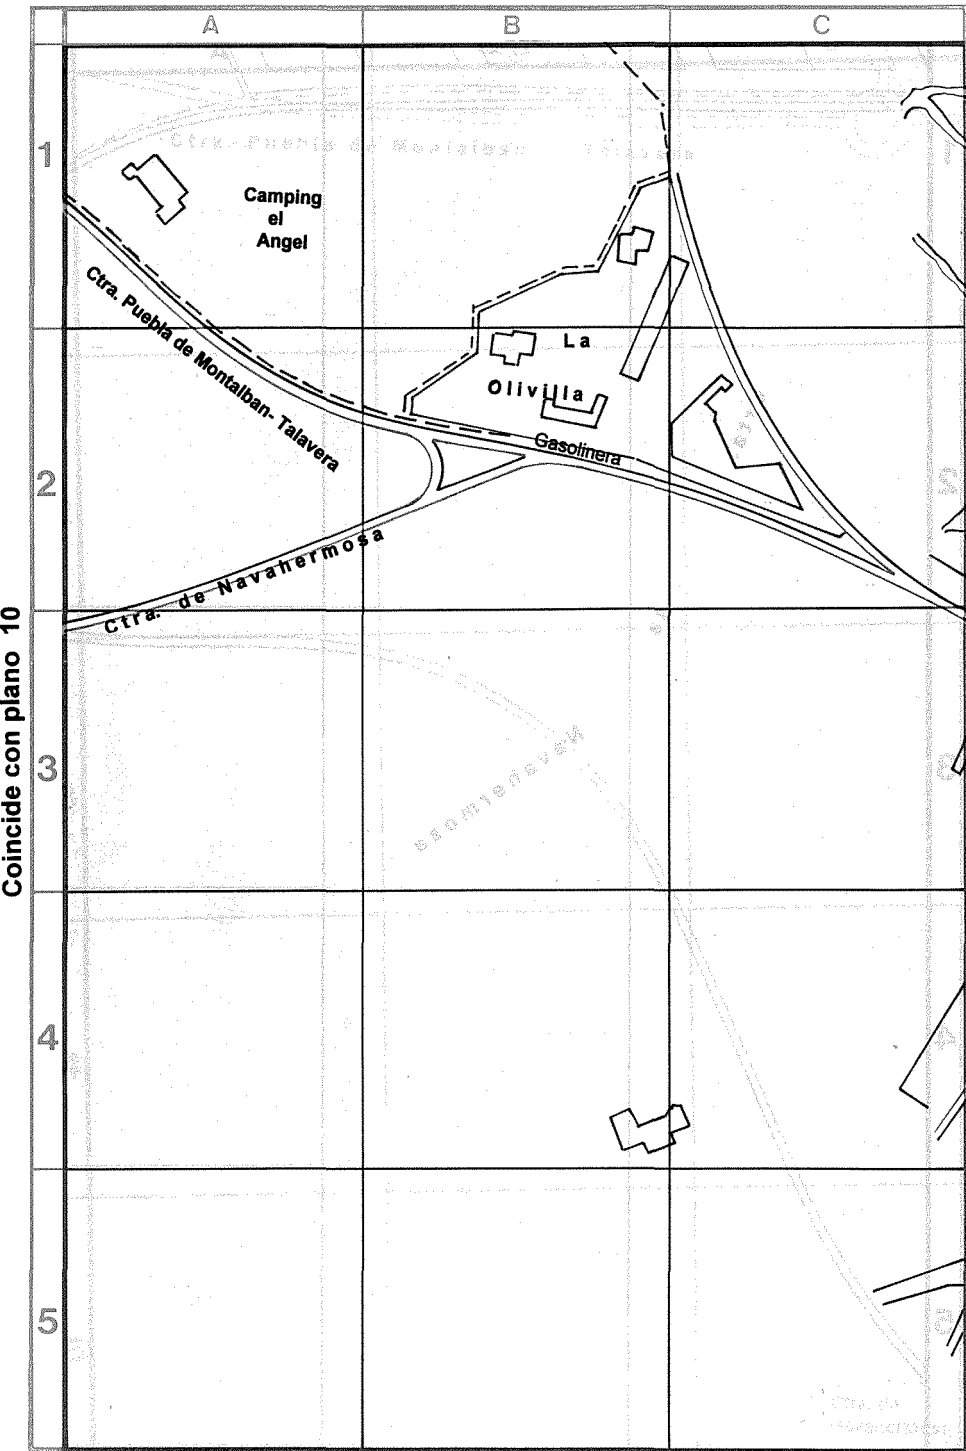 A B C
1
Camping
el
Angel
Ctra. Puebla de Montalban- Talavera
La
Olivilla
Gasolinera
2
Ctra. de Navahermosa
Coincide con plano 10
3
4
5